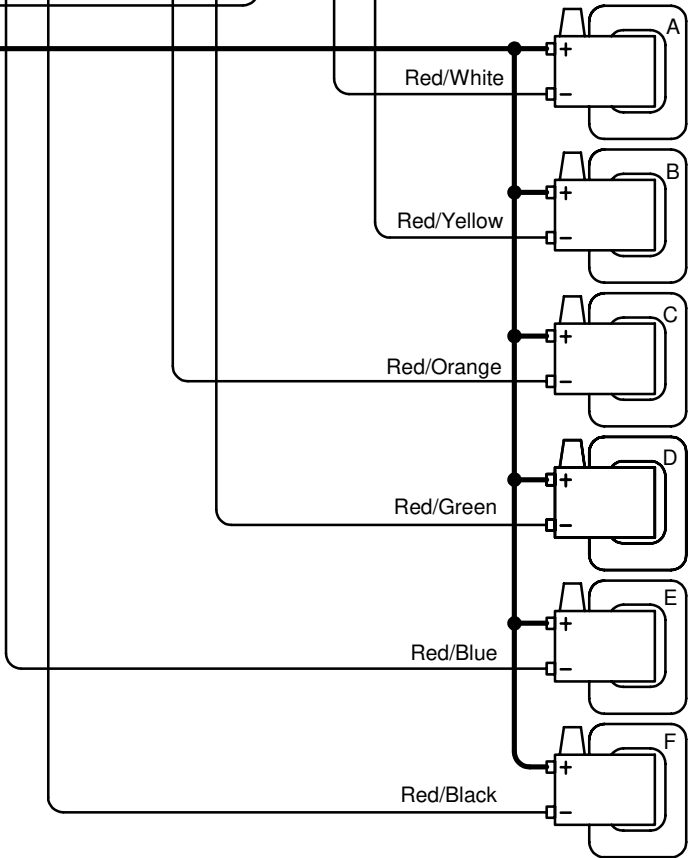 A
+
Red/White
−
B
+
Red/Yellow
−
C
+
Red/Orange
−
D
+
Red/Green
−
E
+
Red/Blue
−
F
+
Red/Black
−